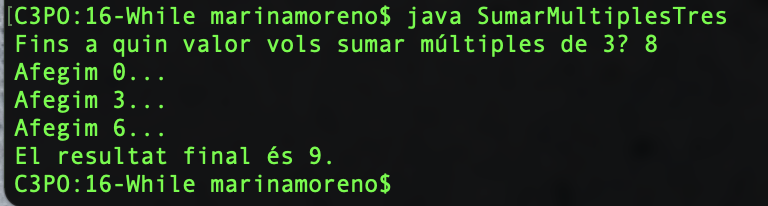 [C3PO:16-While marinamoreno$ java SumarMultiplesTres
Fins a quin valor vols sumar múltiples de 3? 8
Afegim 0...
Afegim 3...
Afegim 6...
El resultat final és 9.
C3PO:16-While marinamoreno$